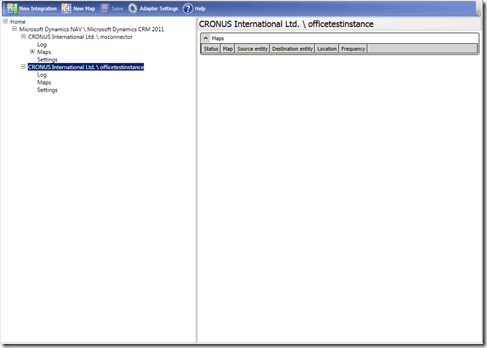 New Integration New Map Save Adapter Settings Help
Home
Microsoft Dynamics NAV \ Microsoft Dynamics CRM 2011
CRONUS International Ltd. \ msconnector
Log
Maps
Settings
CRONUS International Ltd. \ officetestinstance
Log
Maps
Settings
CRONUS International Ltd. \ officetestinstance
Maps
Status Map Source entity Destination entity Location Frequency